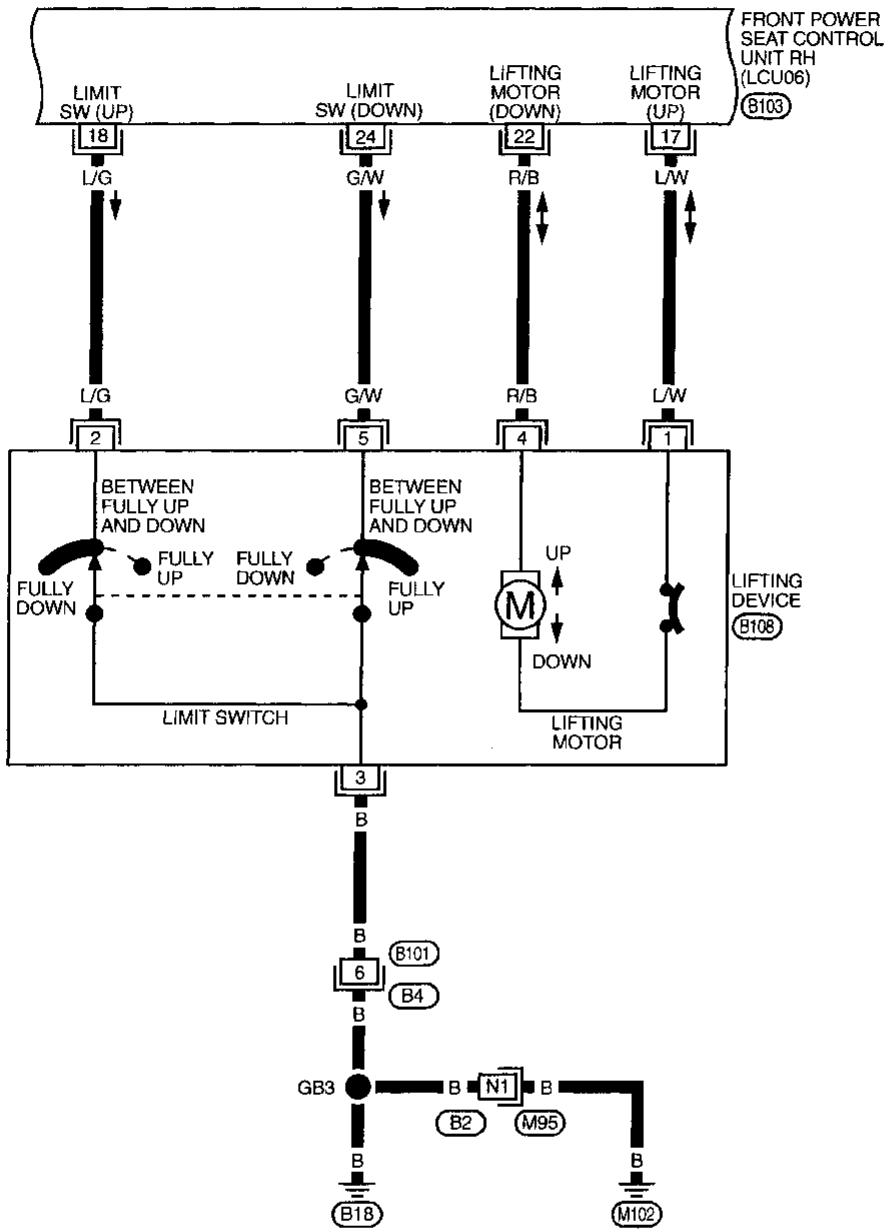 FRONT POWER
SEAT CONTROL
UNIT RH
(LCU06)
B103
LIMIT
SW (UP)
LIMIT
SW (DOWN)
LIFTING
MOTOR
(DOWN)
LIFTING
MOTOR
(UP)
18
24
22
17
L/G
G/W
R/B
L/W
L/G
G/W
R/B
L/W
2
5
4
1
BETWEEN
FULLY UP
AND DOWN
FULLY
UP
FULLY
DOWN
BETWEEN
FULLY UP
AND DOWN
FULLY
DOWN
FULLY
UP
UP
M
DOWN
LIFTING
DEVICE
B108
LIMIT SWITCH
LIFTING
MOTOR
3
B
B
B101
6
B4
B
GB3
B
N1
B
B2
M95
B
B
B18
M102